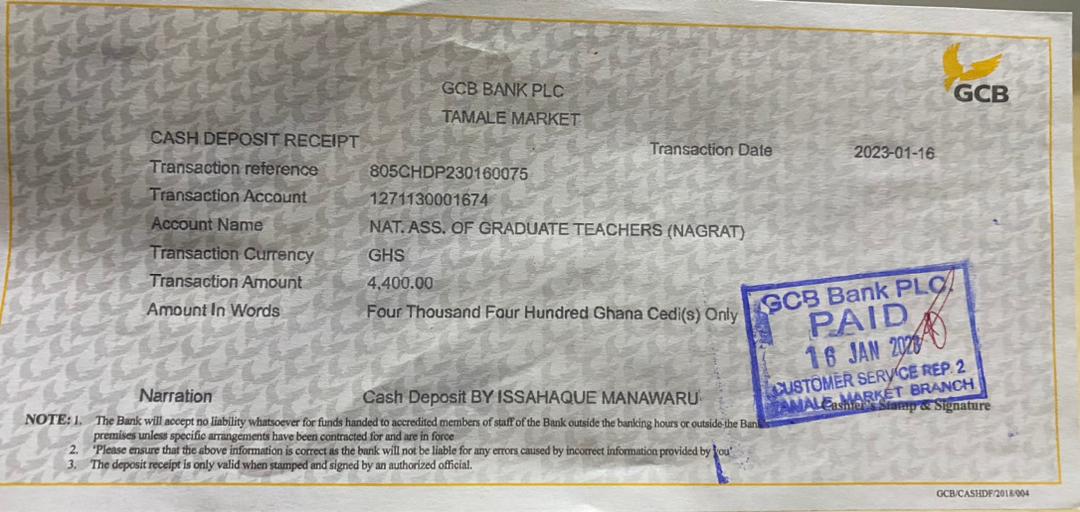 GCB
GCB BANK PLC
TAMALE MARKET
CASH DEPOSIT RECEIPT
Transaction Date 2023-01-16
Transaction reference 805CHDP230160075
Transaction Account 1271130001674
Account Name NAT. ASS. OF GRADUATE TEACHERS (NAGRAT)
Transaction Currency GHS
Transaction Amount 4,400.00
Amount In Words Four Thousand Four Hundred Ghana Cedi(s) Only
GCB Bank PLC
PAID
16 JAN 2023
CUSTOMER SERVICE REP. 2
TAMALE MARKET BRANCH
Cashier's Stamp & Signature
Narration Cash Deposit BY ISSAHAQUE MANAWARU
NOTE: 1. The Bank will accept no liability whatsoever for funds handed to accredited members of staff of the Bank outside the banking hours or outside the Bank
premises unless specific arrangements have been contracted for and are in force
2. 'Please ensure that the above information is correct as the bank will not be liable for any errors caused by incorrect information provided by you'
3. The deposit receipt is only valid when stamped and signed by an authorized official.
GCB/CASHDF/2018/004